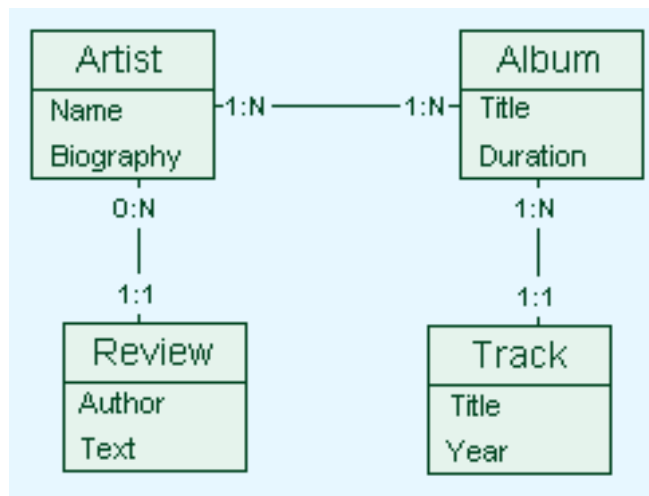 Artist
Name
Biography
1:N
1:N
Album
Title
Duration
0:N
1:1
1:N
1:1
Review
Author
Text
Track
Title
Year